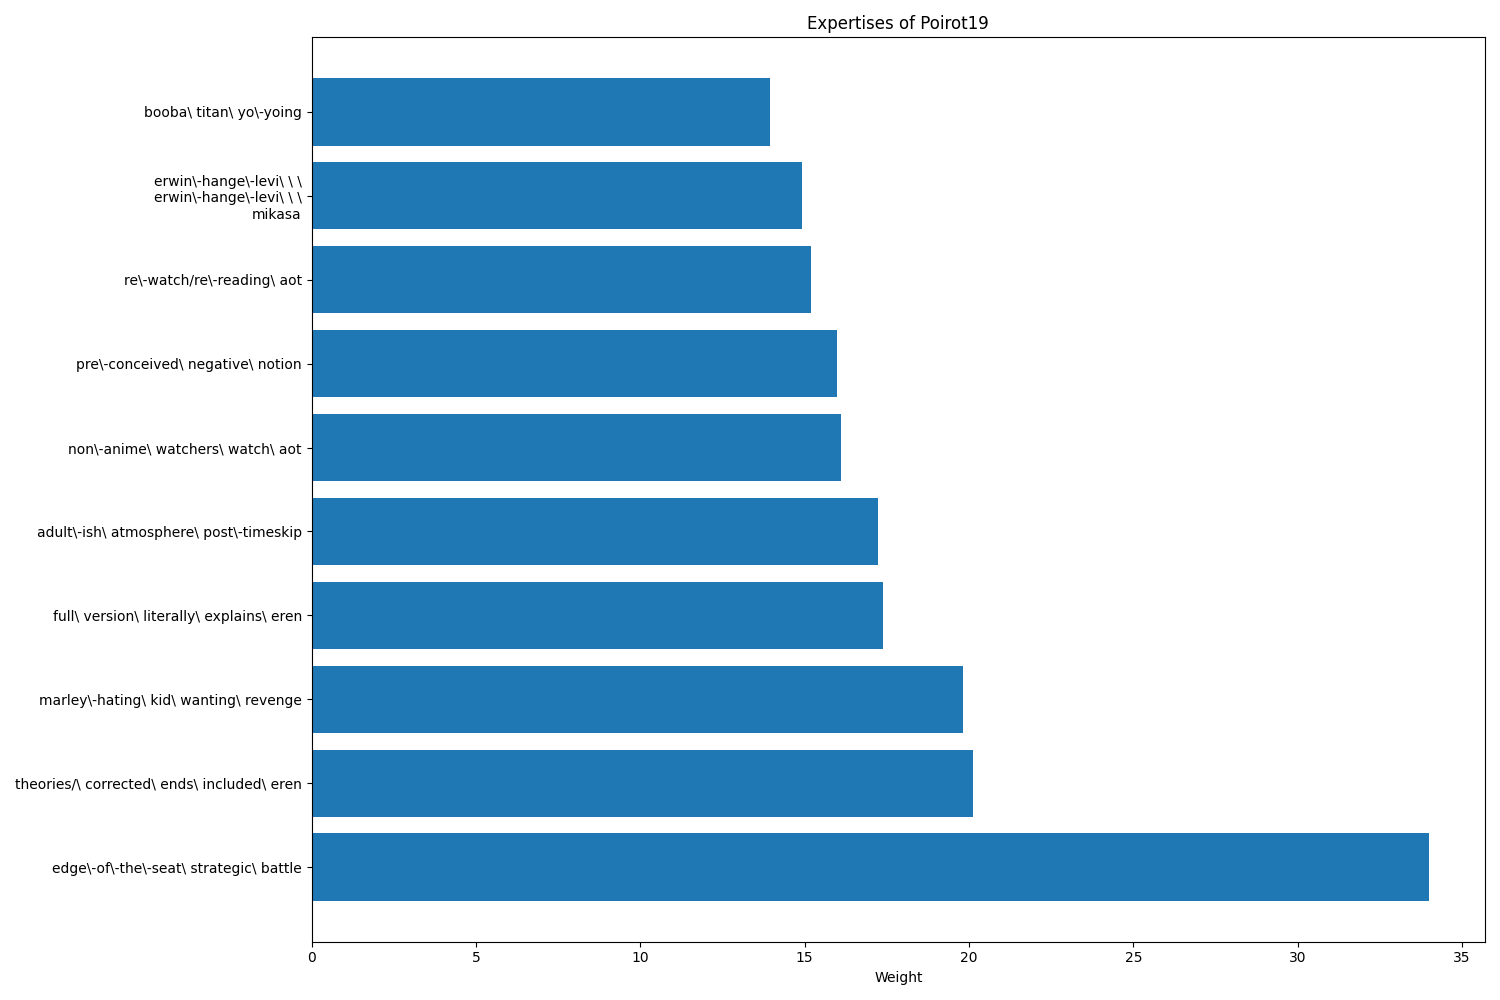 Expertises of Poirot19
booba\ titan\ yo\-yoing
erwin\-hange\-levi\ \ \
erwin\-hange\-levi\ \ \
mikasa
re\-watch/re\-reading\ aot
pre\-conceived\ negative\ notion
non\-anime\ watchers\ watch\ aot
adult\-ish\ atmosphere\ post\-timeskip
full\ version\ literally\ explains\ eren
marley\-hating\ kid\ wanting\ revenge
theories/\ corrected\ ends\ included\ eren
edge\-of\-the\-seat\ strategic\ battle
0 5 10 15 20 25 30 35
Weight